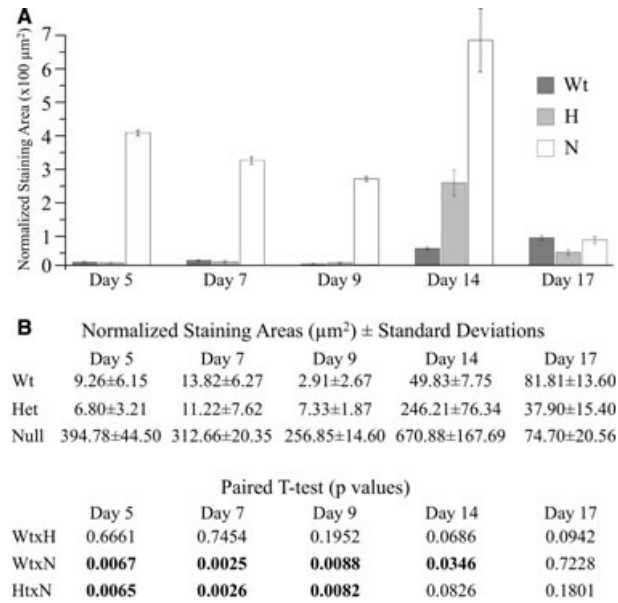 A
Normalized Staining Area (x100 µm²)
7
6
5
4
3
2
1
0
Wt
H
N
Day 5 Day 7 Day 9 Day 14 Day 17
B Normalized Staining Areas (µm²) ± Standard Deviations
Day 5 Day 7 Day 9 Day 14 Day 17
Wt 9.26±6.15 13.82±6.27 2.91±2.67 49.83±7.75 81.81±13.60
Het 6.80±3.21 11.22±7.62 7.33±1.87 246.21±76.34 37.90±15.40
Null 394.78±44.50 312.66±20.35 256.85±14.60 670.88±167.69 74.70±20.56
Paired T-test (p values)
Day 5 Day 7 Day 9 Day 14 Day 17
WtxH 0.6661 0.7454 0.1952 0.0686 0.0942
WtxN 0.0067 0.0025 0.0088 0.0346 0.7228
HtxN 0.0065 0.0026 0.0082 0.0826 0.1801